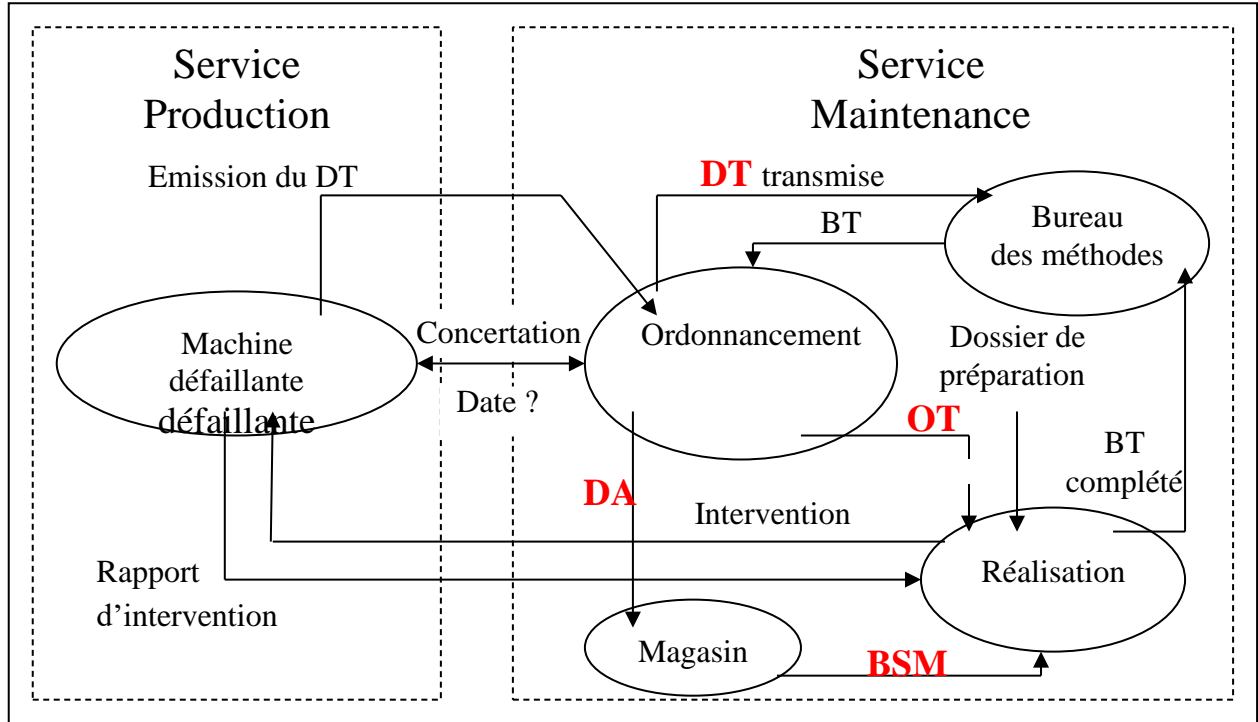 Service
Production
Service
Maintenance
Emission du DT
DT transmise
BT
Bureau
des méthodes
Machine
défaillante
défaillante
Concertation
Date ?
Ordonnancement
Dossier de
préparation
OT
BT
complété
DA
Intervention
Rapport
d’intervention
Réalisation
Magasin
BSM